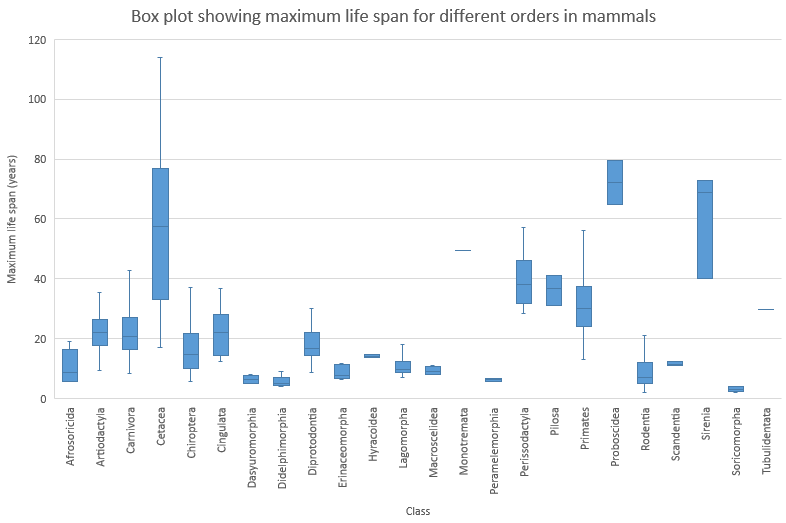 Box plot showing maximum life span for different orders in mammals
120
100
80
60
40
20
0
Maximum life span (years)
Afrosoricida
Artiodactyla
Carnivora
Cetacea
Chiroptera
Cingulata
Dasyuromorphia
Didelphimorphia
Diprotodontia
Erinaceomorpha
Hyracoidea
Lagomorpha
Macroscelidea
Monotremata
Peramelemorphia
Perissodactyla
Pilosa
Primates
Proboscidea
Rodentia
Scandentia
Sirenia
Soricomorpha
Tubulidentata
Class